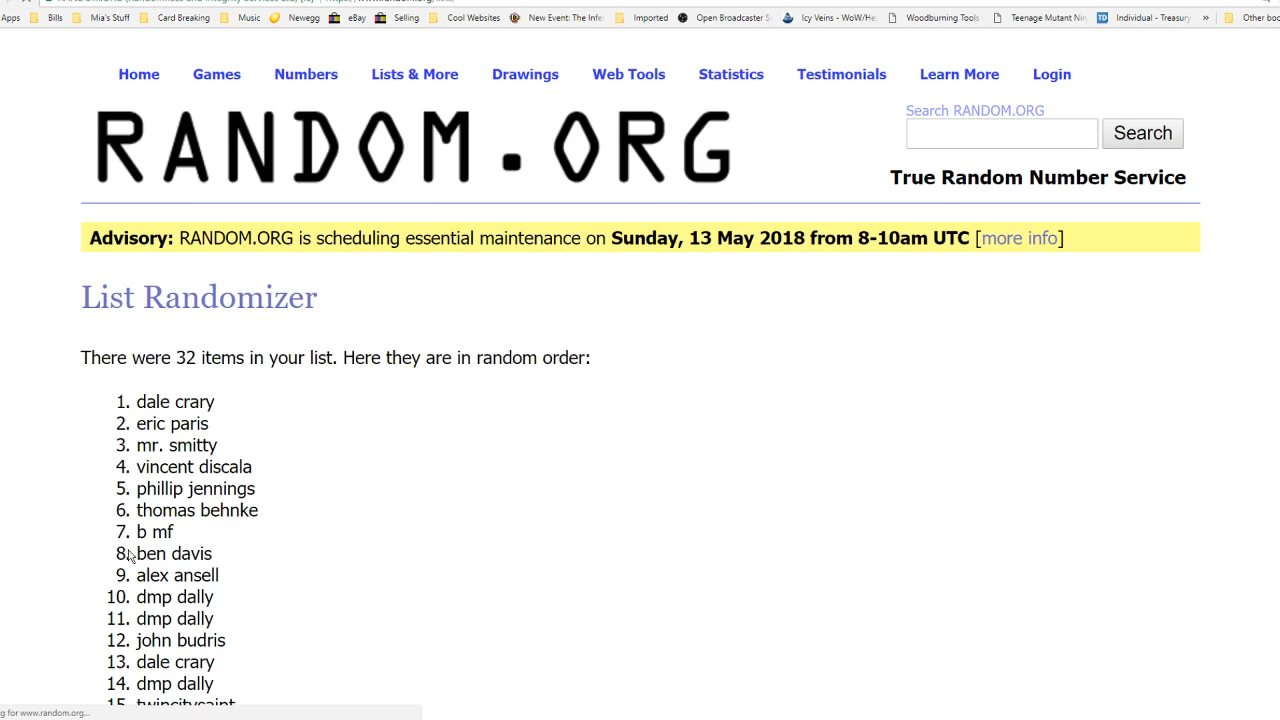 Apps Bills Mia's Stuff Card Breaking Music Newegg eBay Selling Cool Websites New Event: The Infe Imported Open Broadcaster S Icy Veins - WoW/He Woodburning Tools Teenage Mutant Nin Individual - Treasury » Other boo
Home Games Numbers Lists & More Drawings Web Tools Statistics Testimonials Learn More Login
RANDOM.ORG
Search RANDOM.ORG
Search
True Random Number Service
Advisory: RANDOM.ORG is scheduling essential maintenance on Sunday, 13 May 2018 from 8-10am UTC [more info]
List Randomizer
There were 32 items in your list. Here they are in random order:
1. dale crary
2. eric paris
3. mr. smitty
4. vincent discala
5. phillip jennings
6. thomas behnke
7. b mf
8. ben davis
9. alex ansell
10. dmp dally
11. dmp dally
12. john budris
13. dale crary
14. dmp dally
15. twincitysaint
g for www.random.org...